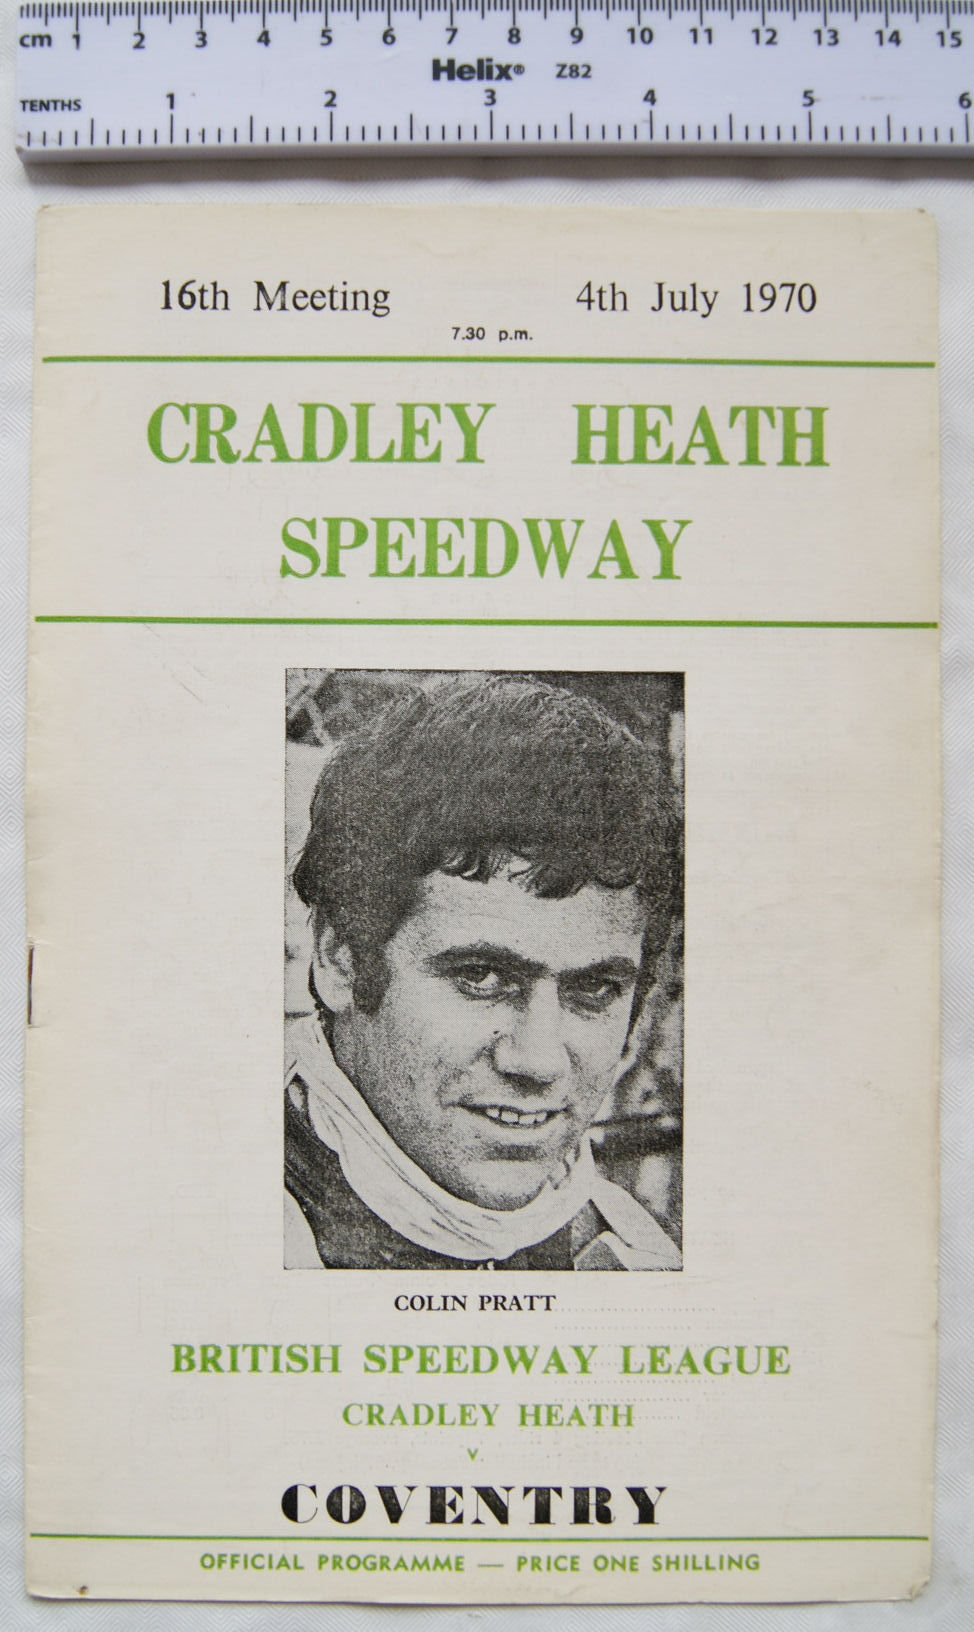 cm 1 2 3 4 5 6 7 8 9 10 11 12 13 14 15
Helix® Z82
TENTHS 1 2 3 4 5 6
16th Meeting 4th July 1970
7.30 p.m.
CRADLEY HEATH
SPEEDWAY
COLIN PRATT
BRITISH SPEEDWAY LEAGUE
CRADLEY HEATH
v.
COVENTRY
OFFICIAL PROGRAMME — PRICE ONE SHILLING